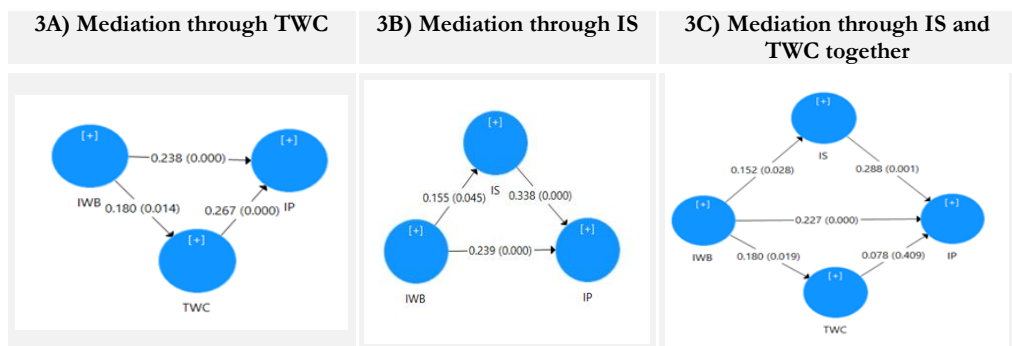 3A) Mediation through TWC
3B) Mediation through IS
3C) Mediation through IS and
TWC together
[+]
[+]
0.238 (0.000)
IWB
0.180 (0.014)
0.267 (0.000)
IP
[+]
TWC
[+]
IS
0.155 (0.045)
0.338 (0.000)
[+]
[+]
0.239 (0.000)
IWB
IP
[+]
IS
0.152 (0.028)
0.288 (0.001)
[+]
[+]
0.227 (0.000)
IWB
IP
0.180 (0.019)
0.078 (0.409)
[+]
TWC